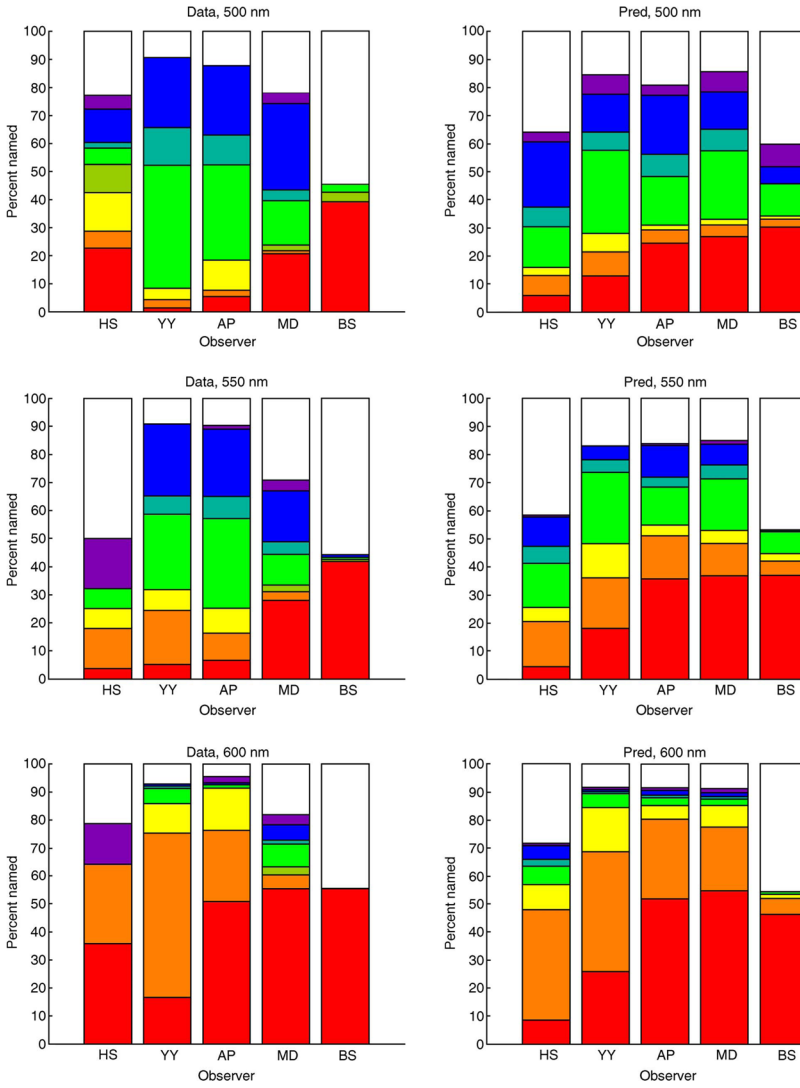 Data, 500 nm
100
90
80
70
60
50
40
30
20
10
0
Percent named
HS YY AP MD BS
Observer
Pred, 500 nm
100
90
80
70
60
50
40
30
20
10
0
Percent named
HS YY AP MD BS
Observer
Data, 550 nm
100
90
80
70
60
50
40
30
20
10
0
Percent named
HS YY AP MD BS
Observer
Pred, 550 nm
100
90
80
70
60
50
40
30
20
10
0
Percent named
HS YY AP MD BS
Observer
Data, 600 nm
100
90
80
70
60
50
40
30
20
10
0
Percent named
HS YY AP MD BS
Observer
Pred, 600 nm
100
90
80
70
60
50
40
30
20
10
0
Percent named
HS YY AP MD BS
Observer